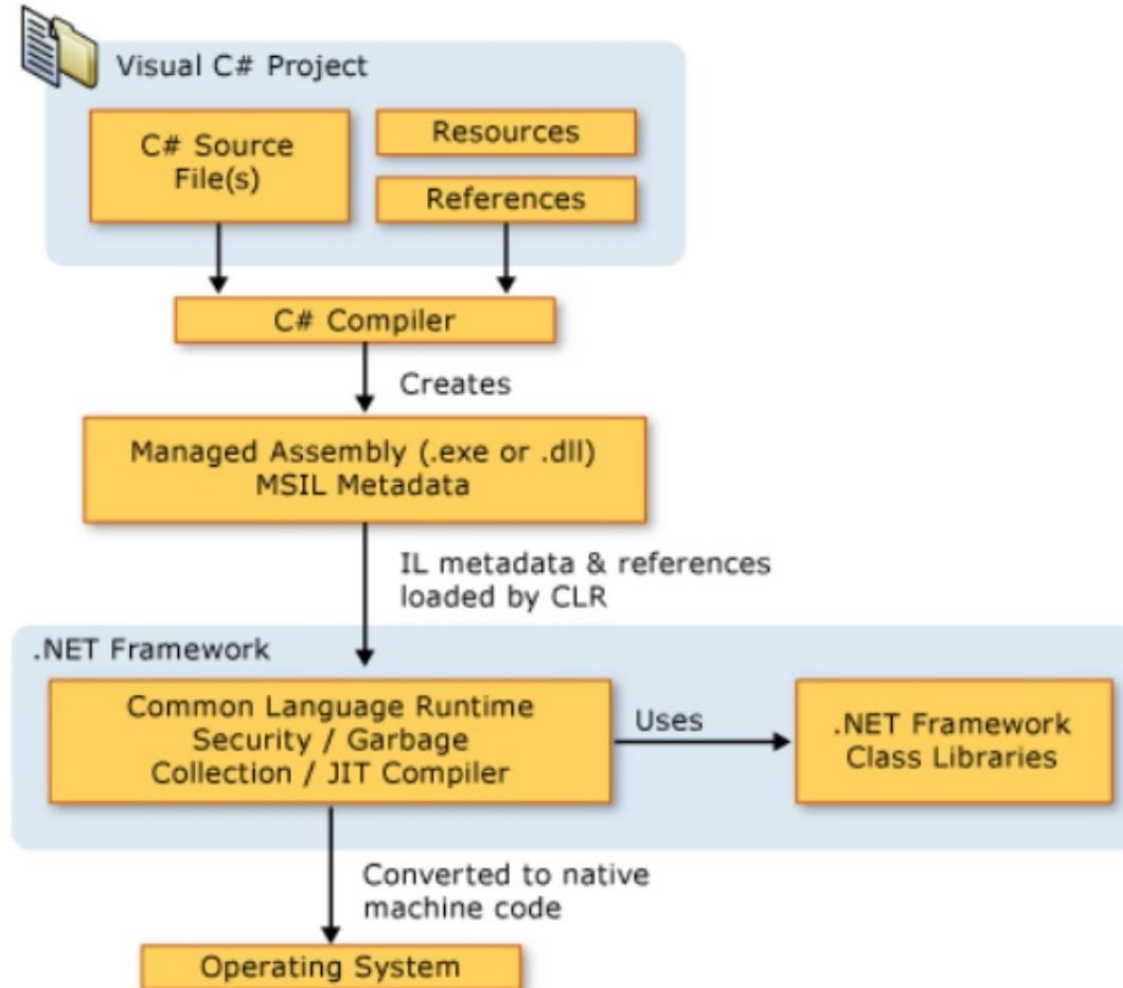 Visual C# Project
C# Source
File(s)
Resources
References
C# Compiler
Creates
Managed Assembly (.exe or .dll)
MSIL Metadata
IL metadata & references
loaded by CLR
.NET Framework
Common Language Runtime
Security / Garbage
Collection / JIT Compiler
Uses
.NET Framework
Class Libraries
Converted to native
machine code
Operating System